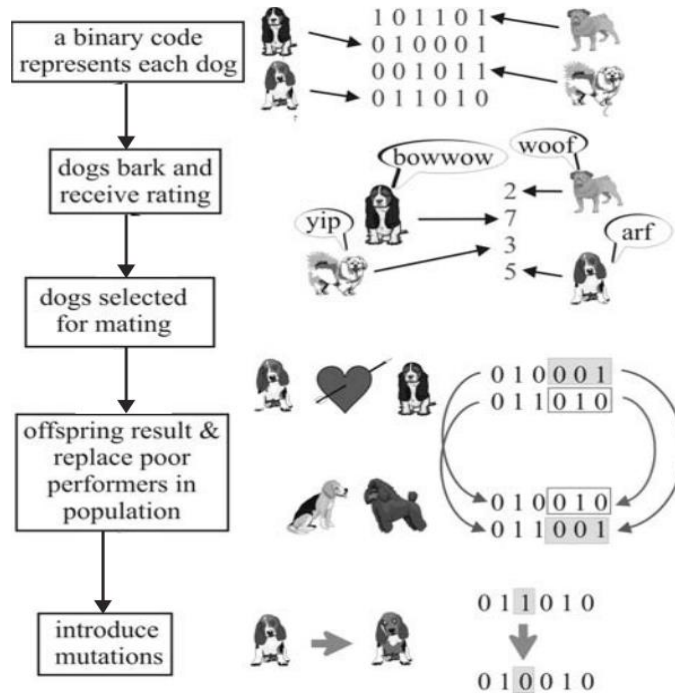 a binary code
represents each dog
1 0 1 1 0 1
0 1 0 0 0 1
0 0 1 0 1 1
0 1 1 0 1 0
dogs bark and
receive rating
bowwow
woof
yip
arf
2
7
3
5
dogs selected
for mating
0 1 0 0 0 1
0 1 1 0 1 0
offspring result &
replace poor
performers in
population
0 1 0 0 1 0
0 1 1 0 0 1
introduce
mutations
0 1 1 0 1 0
0 1 0 0 1 0